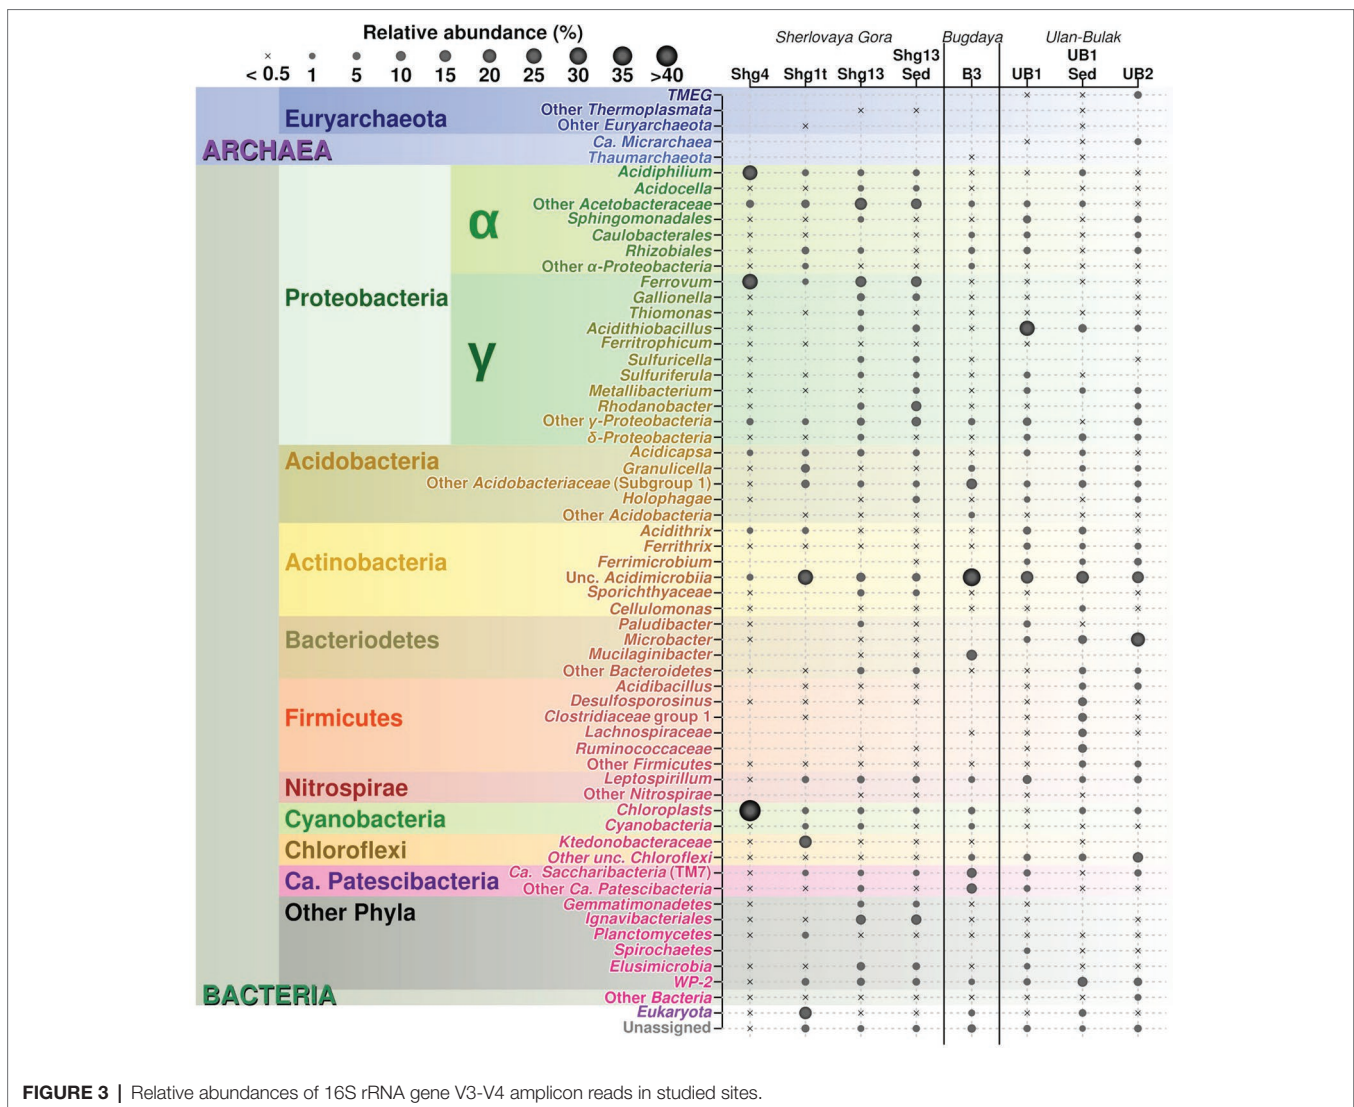 Relative abundance (%)
< 0.5 1 5 10 15 20 25 30 35 >40
Sherlovaya Gora Bugdaya Ulan-Bulak
Shg4 Shg1t Shg13 Shg13 Sed B3 UB1 UB1 Sed UB2
ARCHAEA
Euryarchaeota
TMEG
Other Thermoplasmata
Ohter Euryarchaeota
Ca. Micrarchaea
Thaumarchaeota
BACTERIA
Proteobacteria
α
Acidiphilium
Acidocella
Other Acetobacteraceae
Sphingomonadales
Caulobacterales
Rhizobiales
Other α-Proteobacteria
γ
Ferrovum
Gallionella
Thiomonas
Acidithiobacillus
Ferritrophicum
Sulfuricella
Sulfuriferula
Metallibacterium
Rhodanobacter
Other γ-Proteobacteria
δ-Proteobacteria
Acidobacteria
Acidicapsa
Granulicella
Other Acidobacteriaceae (Subgroup 1)
Holophagae
Other Acidobacteria
Actinobacteria
Acidithrix
Ferrithrix
Ferrimicrobium
Unc. Acidimicrobiia
Sporichthyaceae
Cellulomonas
Bacteriodetes
Paludibacter
Microbacter
Mucilaginibacter
Other Bacteroidetes
Firmicutes
Acidibacillus
Desulfosporosinus
Clostridiaceae group 1
Lachnospiraceae
Ruminococcaceae
Other Firmicutes
Nitrospirae
Leptospirillum
Other Nitrospirae
Cyanobacteria
Chloroplasts
Cyanobacteria
Chloroflexi
Ktedonobacteraceae
Other unc. Chloroflexi
Ca. Patescibacteria
Ca. Saccharibacteria (TM7)
Other Ca. Patescibacteria
Other Phyla
Gemmatimonadetes
Ignavibacteriales
Planctomycetes
Spirochaetes
Elusimicrobia
WP-2
Other Bacteria
Eukaryota
Unassigned
FIGURE 3 | Relative abundances of 16S rRNA gene V3-V4 amplicon reads in studied sites.